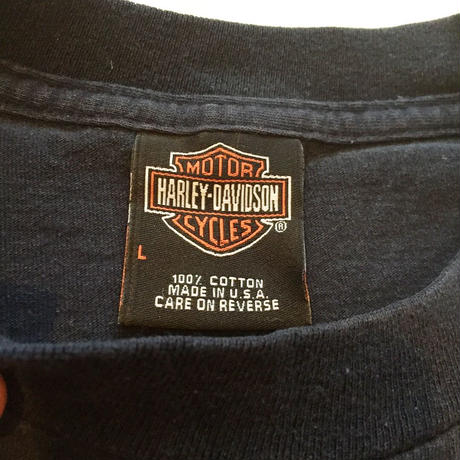 MOTOR
HARLEY-DAVIDSON
CYCLES ®
L
100% COTTON
MADE IN U.S.A.
CARE ON REVERSE